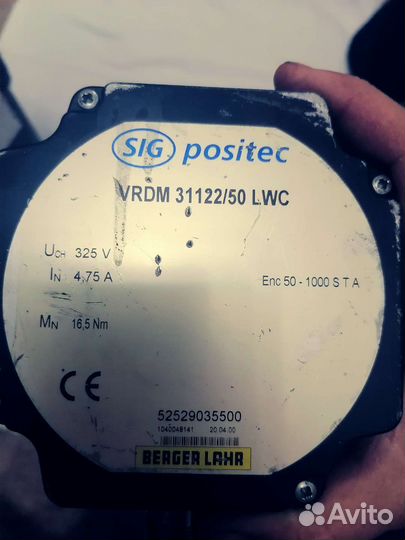 SIG positec
VRDM 31122/50 LWC
UCH 325 V
IN 4,75 A
Enc 50 - 1000 S T A
MN 16,5 Nm
CE
52529035500
1040048141 20.04.00
BERGER LAHR
Avito